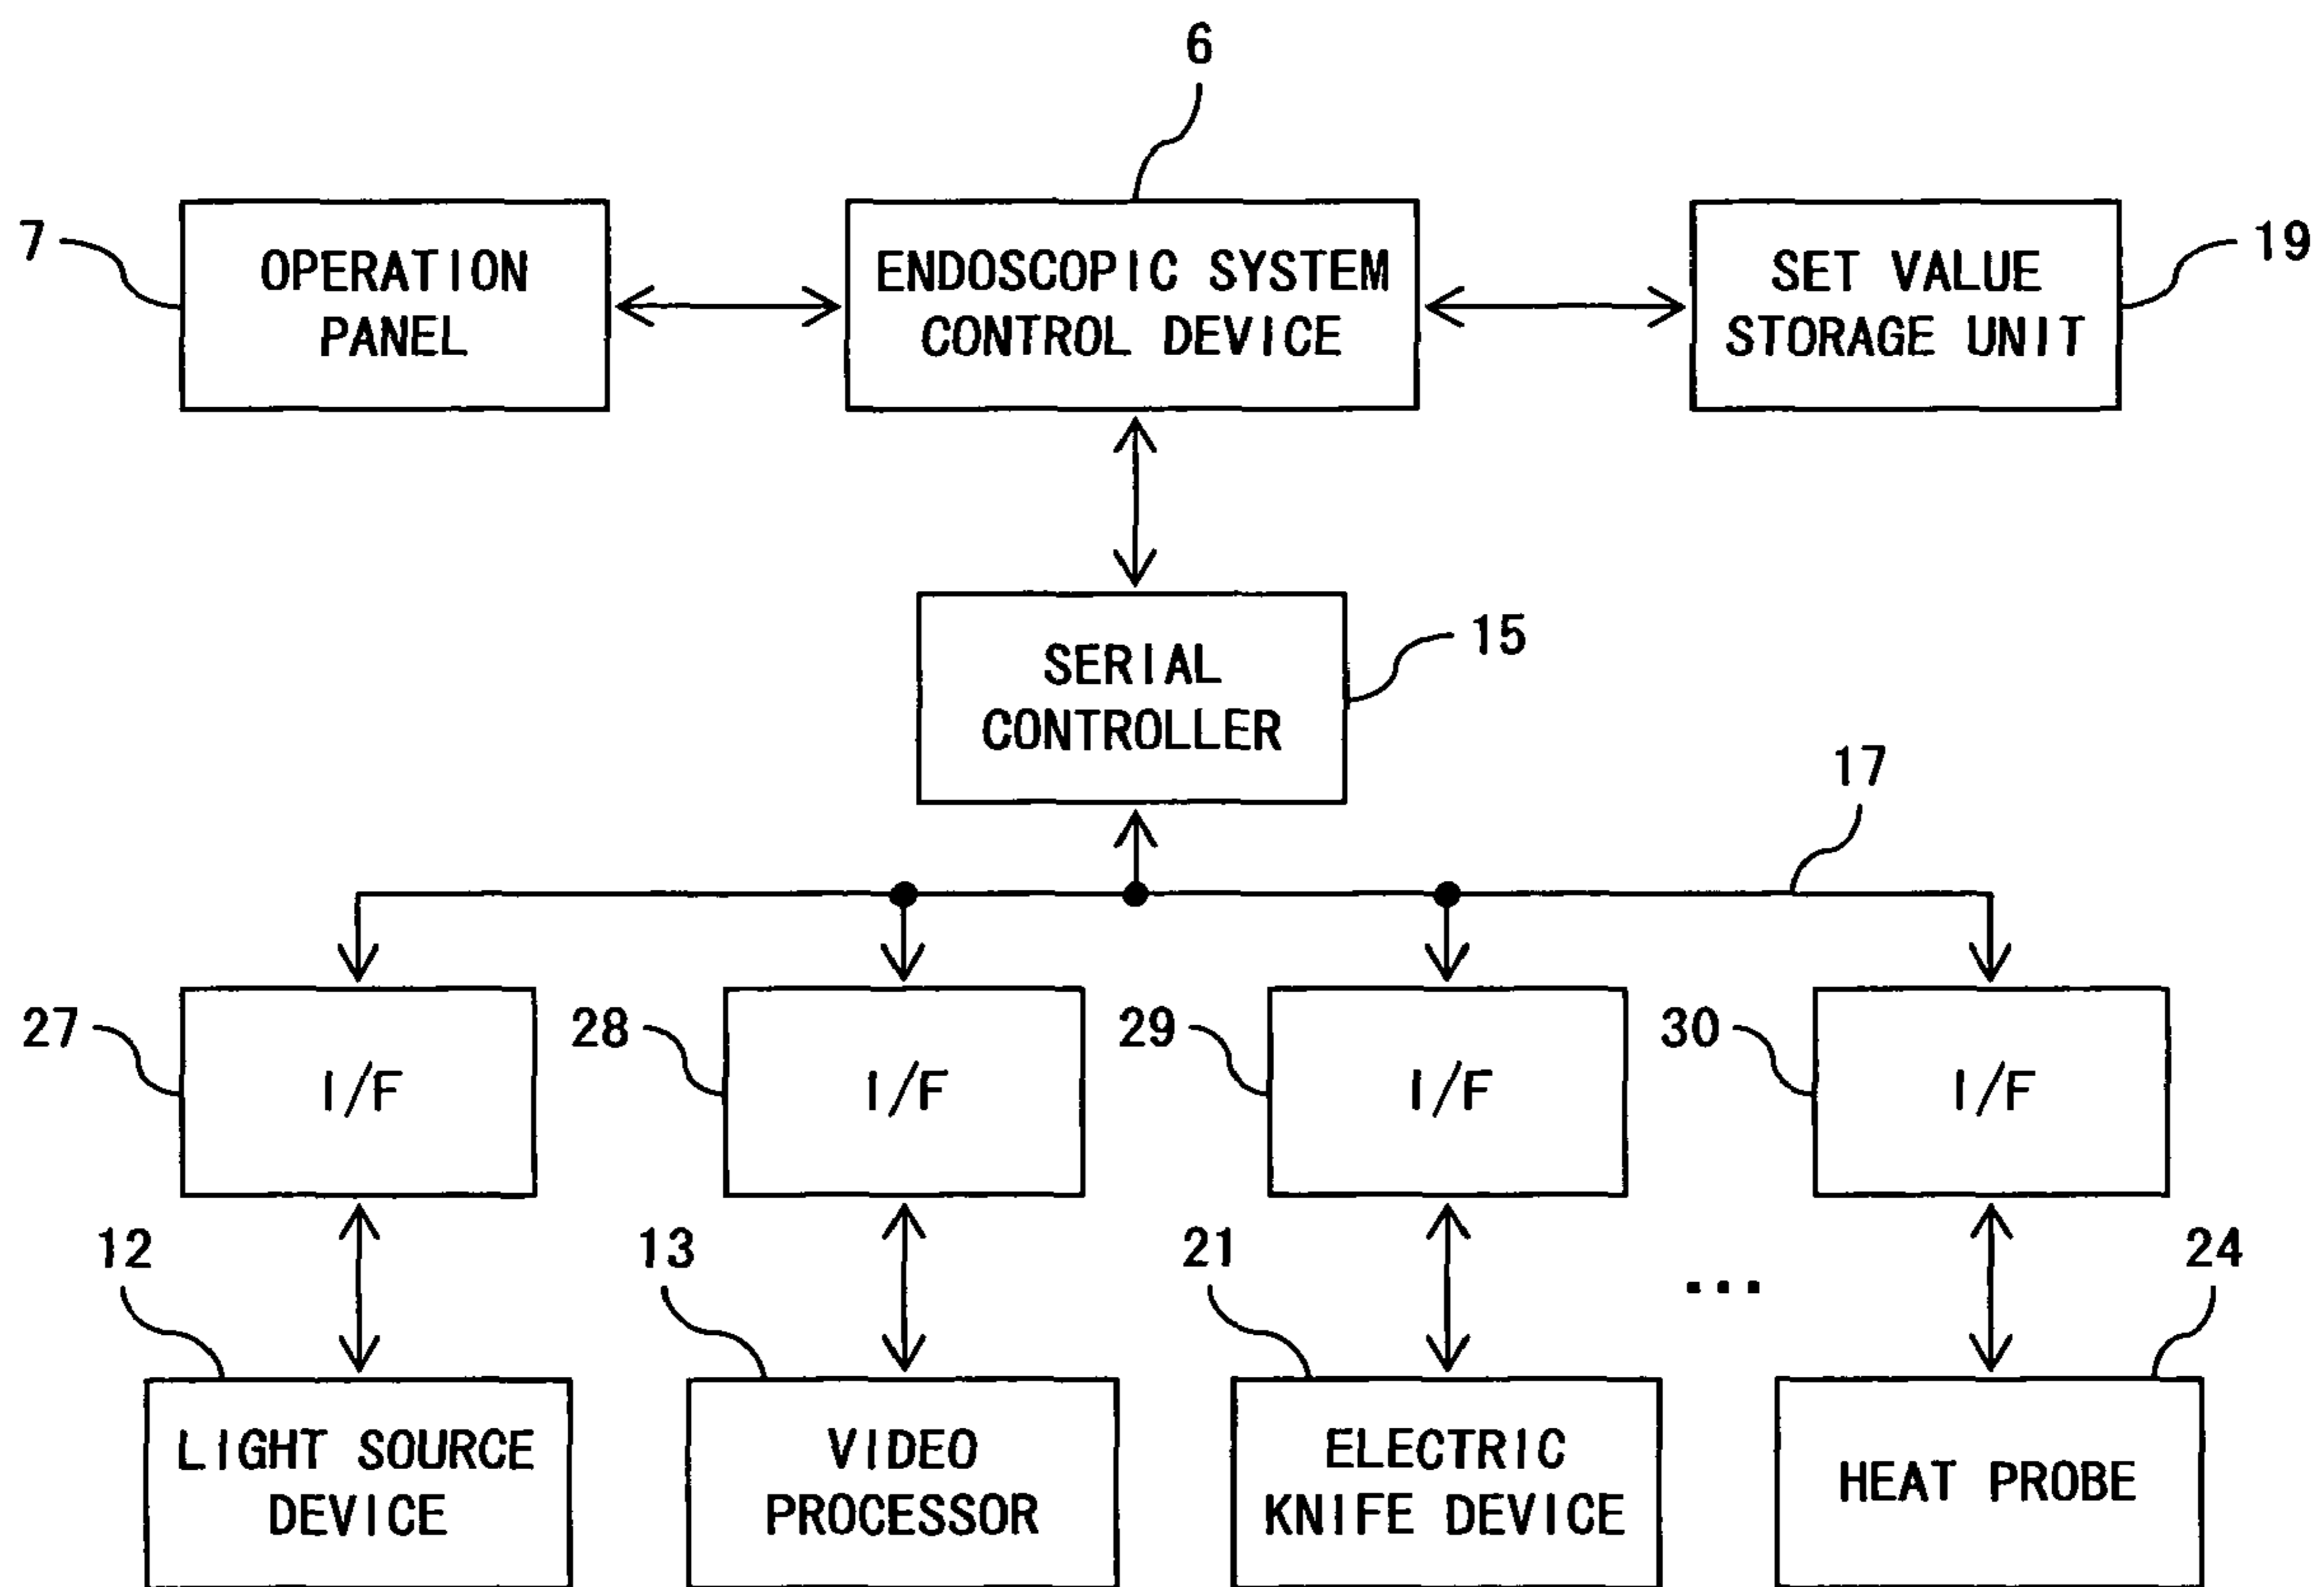 6
7
OPERATION
PANEL
ENDOSCOPIC SYSTEM
CONTROL DEVICE
SET VALUE
STORAGE UNIT
19
SERIAL
CONTROLLER
15
17
27
I/F
28
I/F
29
I/F
30
I/F
12
13
21
...
24
LIGHT SOURCE
DEVICE
VIDEO
PROCESSOR
ELECTRIC
KNIFE DEVICE
HEAT PROBE